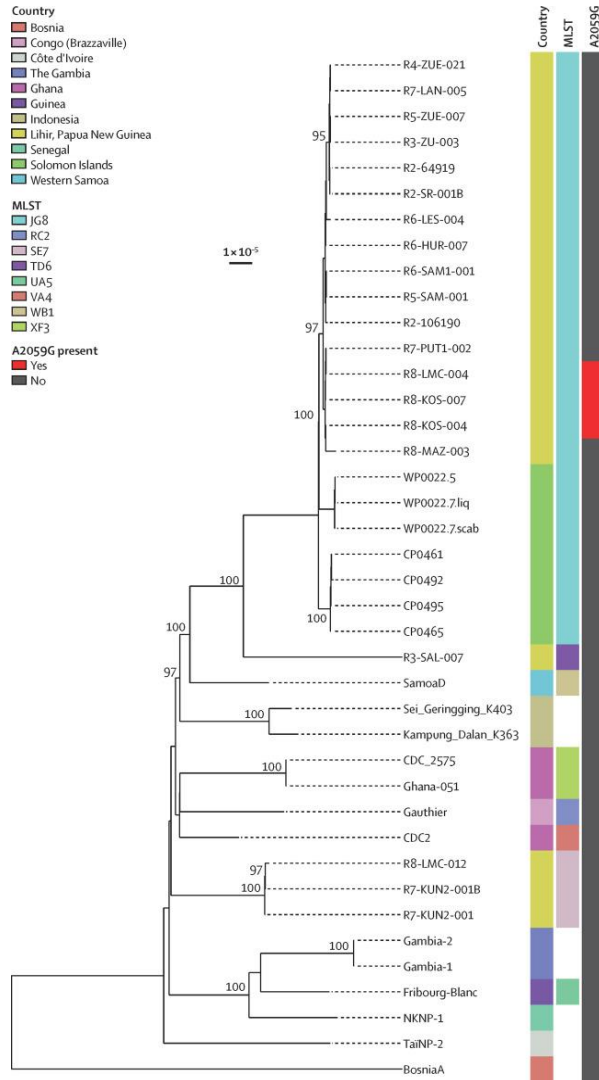 Country
Bosnia
Congo (Brazzaville)
Côte d'Ivoire
The Gambia
Ghana
Guinea
Indonesia
Lihir, Papua New Guinea
Senegal
Solomon Islands
Western Samoa
MLST
JG8
RC2
SE7
TD6
UA5
VA4
WB1
XF3
A2059G present
Yes
No
1×10⁻⁵
Country
MLST
A2059G
R4-ZUE-021
R7-LAN-005
R5-ZUE-007
95
R3-ZU-003
R2-64919
R2-SR-001B
R6-LES-004
R6-HUR-007
R6-SAM1-001
R5-SAM-001
R2-106190
97
R7-PUT1-002
R8-LMC-004
R8-KOS-007
100
R8-KOS-004
R8-MAZ-003
WP0022.5
WP0022.7.liq
WP0022.7.scab
CP0461
CP0492
100
CP0495
100
CP0465
100
R3-SAL-007
97
SamoaD
Sei_Geringging_K403
100
Kampung_Dalan_K363
CDC_2575
100
Ghana-051
Gauthier
CDC2
97
R8-LMC-012
100
R7-KUN2-001B
R7-KUN2-001
100
Gambia-2
Gambia-1
100
Fribourg-Blanc
NKNP-1
TaïNP-2
BosniaA